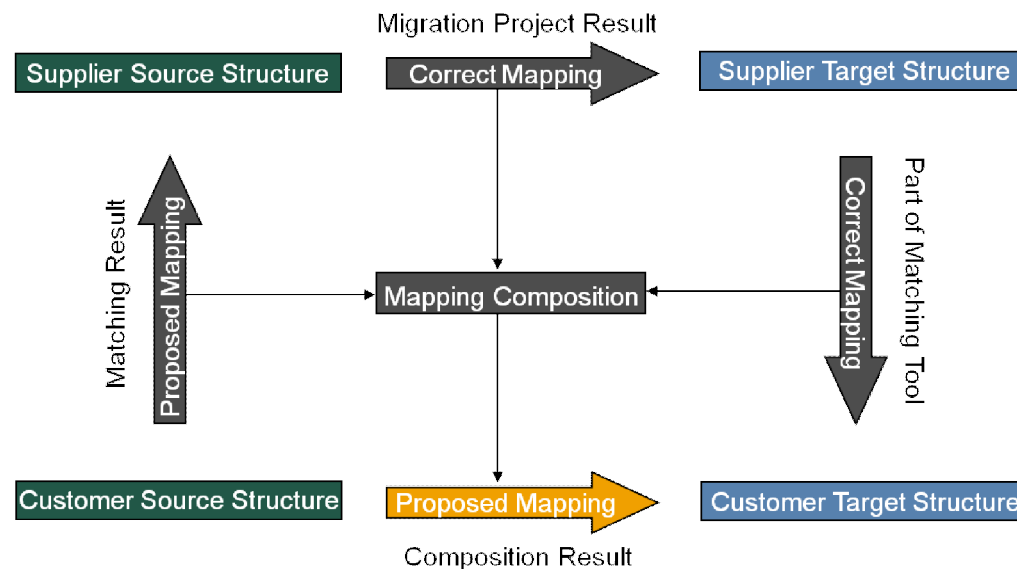 Migration Project Result
Supplier Source Structure
Correct Mapping
Supplier Target Structure
Matching Result
Proposed Mapping
Mapping Composition
Correct Mapping
Part of Matching Tool
Customer Source Structure
Proposed Mapping
Customer Target Structure
Composition Result